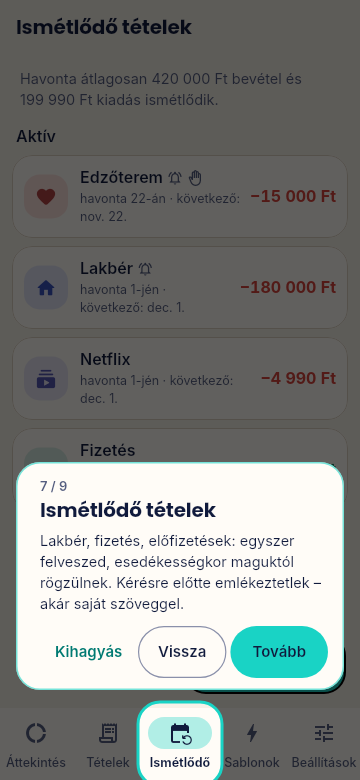 Ismétlődő tételek
Havonta átlagosan 420 000 Ft bevétel és
199 990 Ft kiadás ismétlődik.
Aktív
Edzőterem
havonta 22-án · következő:
nov. 22.
−15 000 Ft
Lakbér
havonta 1-jén ·
következő: dec. 1.
−180 000 Ft
Netflix
havonta 1-jén · következő:
dec. 1.
−4 990 Ft
Fizetés
7 / 9
Ismétlődő tételek
Lakbér, fizetés, előfizetések: egyszer
felveszed, esedékességkor maguktól
rögzülnek. Kérésre előtte emlékeztetlek –
akár saját szöveggel.
Kihagyás
Vissza
Tovább
Áttekintés
Tételek
Ismétlődő
Sablonok
Beállítások